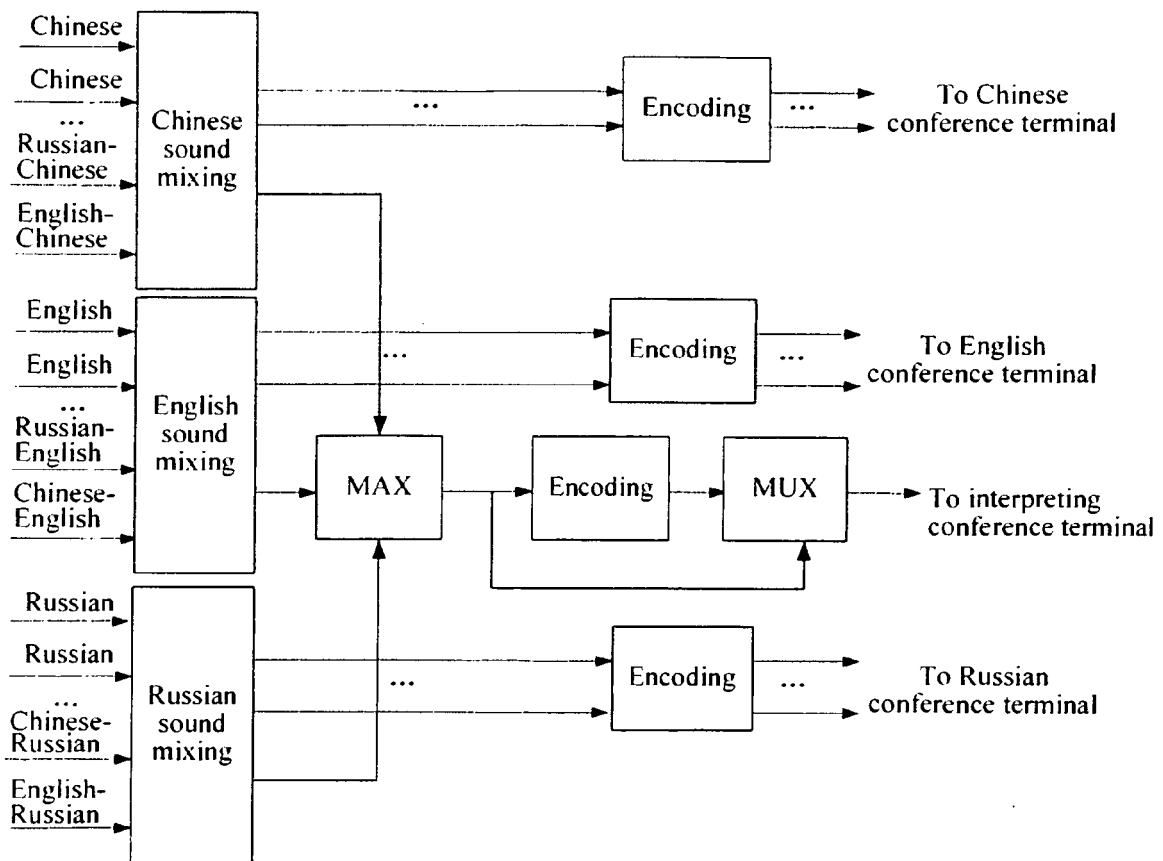 Chinese
Chinese
...
Russian-
Chinese
English-
Chinese
Chinese
sound
mixing
...
Encoding
...
To Chinese
conference terminal
English
English
...
Russian-
English
Chinese-
English
English
sound
mixing
...
Encoding
...
To English
conference terminal
MAX
Encoding
MUX
To interpreting
conference terminal
Russian
Russian
...
Chinese-
Russian
English-
Russian
Russian
sound
mixing
...
Encoding
...
To Russian
conference terminal